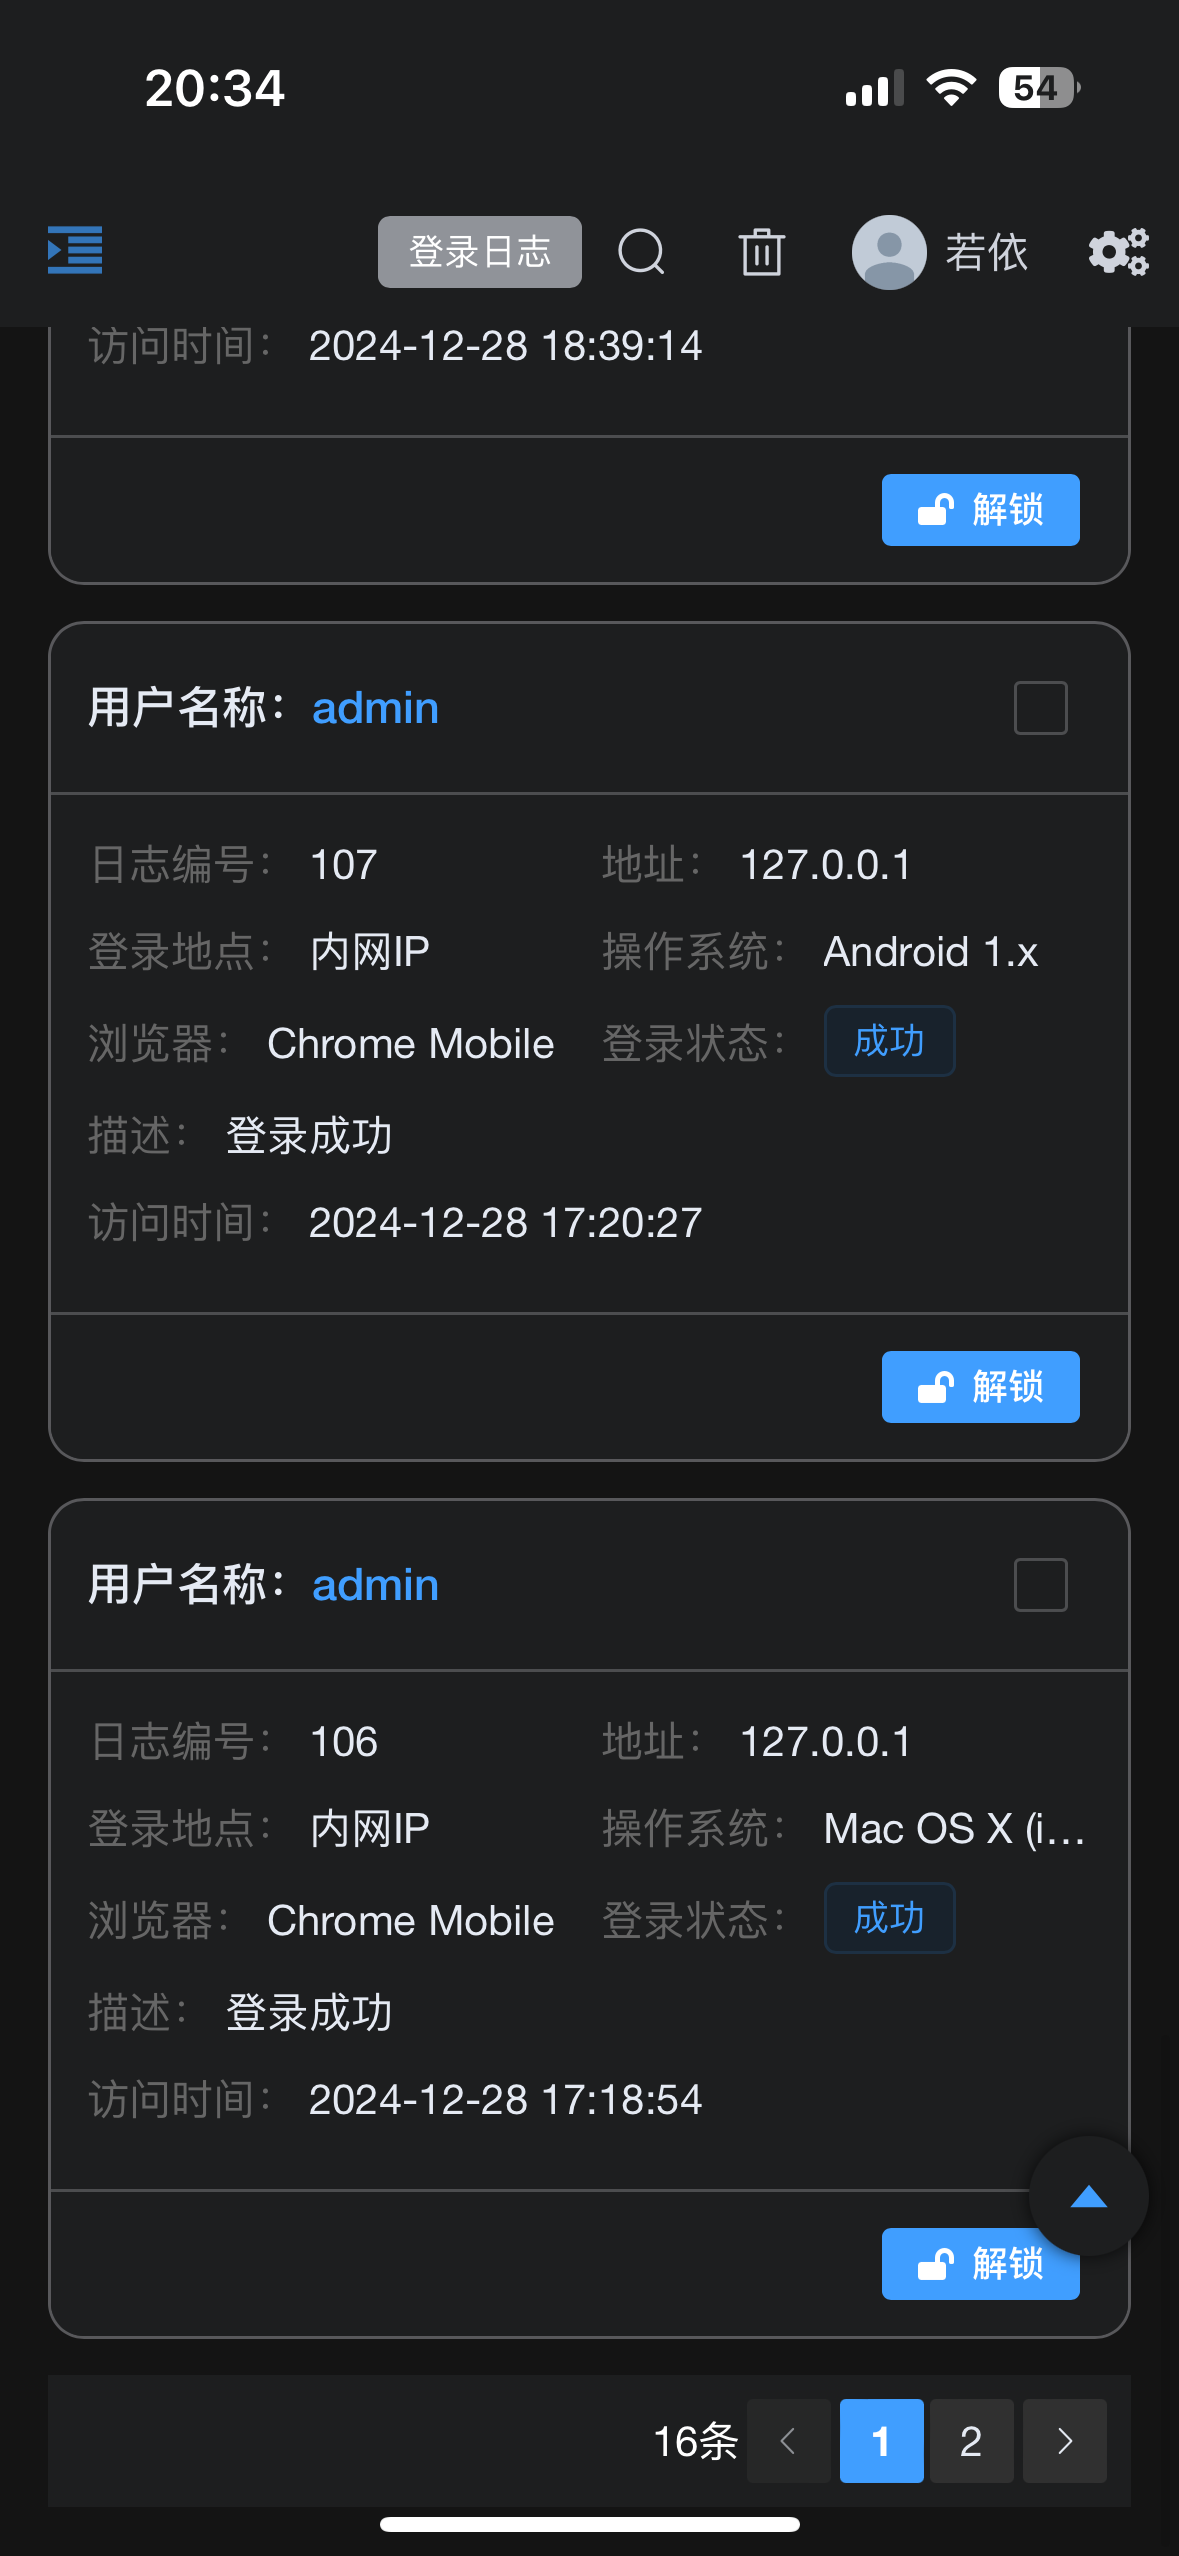 20:34
54
登录日志
若依
访问时间： 2024-12-28 18:39:14
解锁
用户名称：admin
日志编号： 107 地址： 127.0.0.1
登录地点： 内网IP 操作系统： Android 1.x
浏览器： Chrome Mobile 登录状态： 成功
描述： 登录成功
访问时间： 2024-12-28 17:20:27
解锁
用户名称：admin
日志编号： 106 地址： 127.0.0.1
登录地点： 内网IP 操作系统： Mac OS X (i...
浏览器： Chrome Mobile 登录状态： 成功
描述： 登录成功
访问时间： 2024-12-28 17:18:54
解锁
16条 1 2